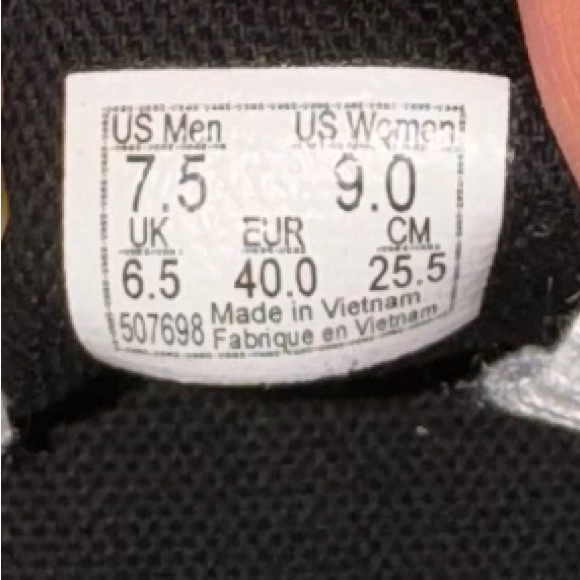 US Men US Women
7.5 9.0
UK EUR CM
6.5 40.0 25.5
507698 Made in Vietnam
Fabriqué en Vietnam